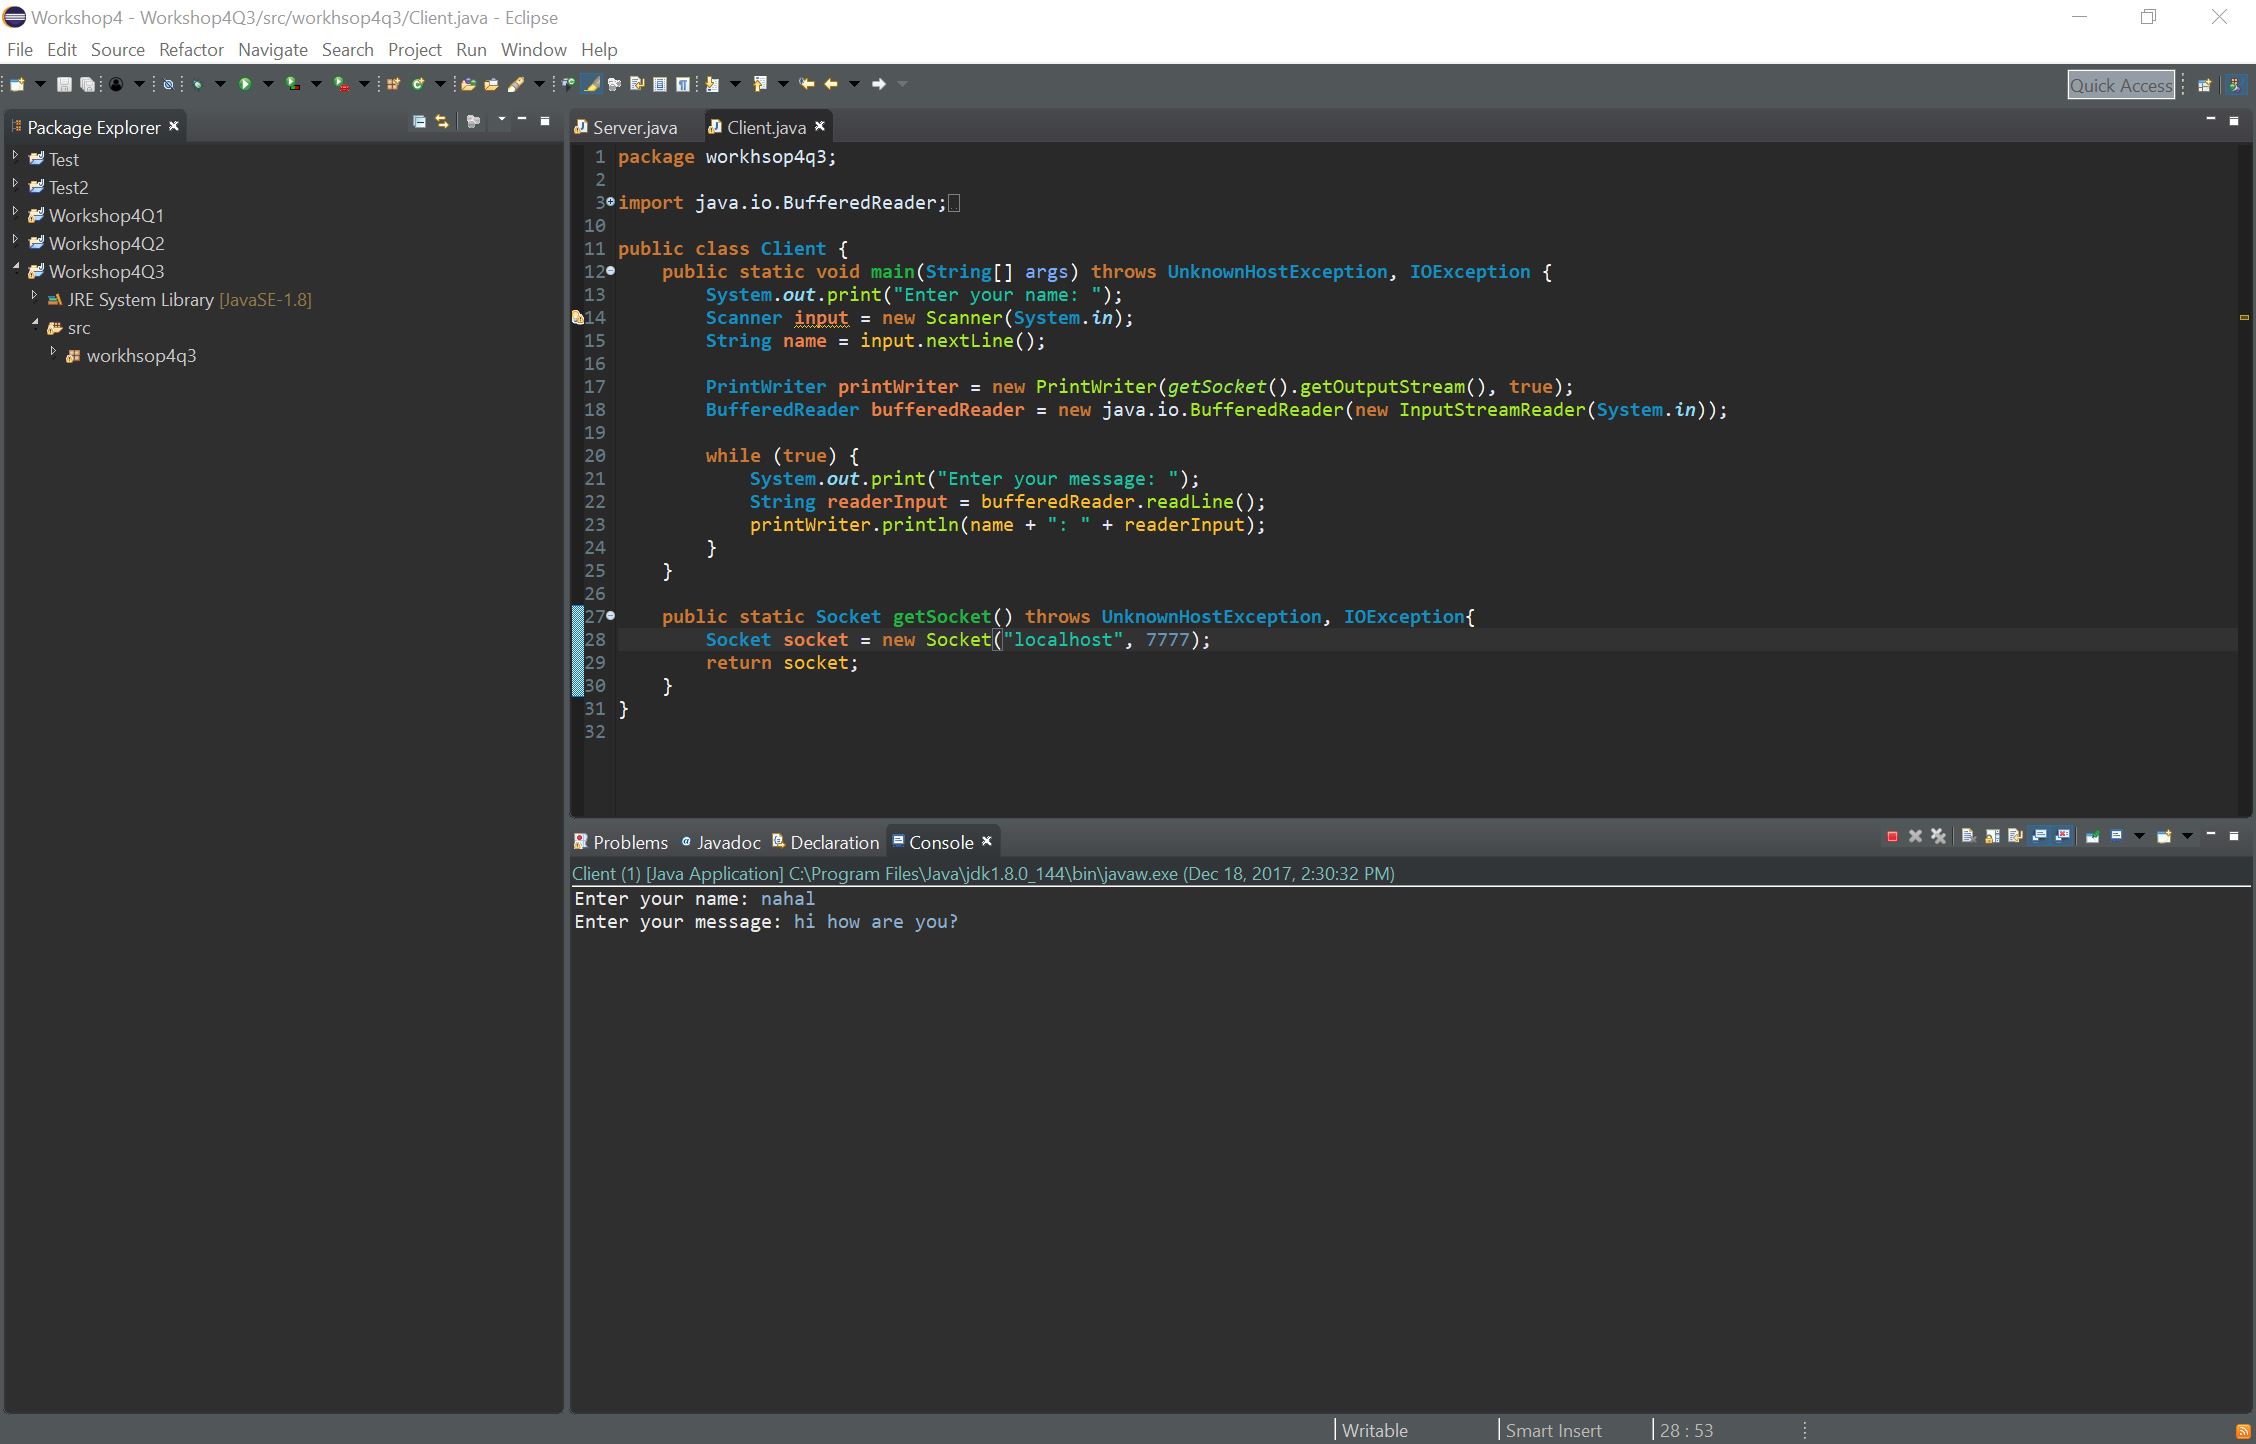 Workshop4 - Workshop4Q3/src/workhsop4q3/Client.java - Eclipse
File Edit Source Refactor Navigate Search Project Run Window Help
Quick Access
Package Explorer
Test
Test2
Workshop4Q1
Workshop4Q2
Workshop4Q3
JRE System Library [JavaSE-1.8]
src
workhsop4q3
Server.java Client.java
1 package workhsop4q3;
2
3 import java.io.BufferedReader;
10
11 public class Client {
12 public static void main(String[] args) throws UnknownHostException, IOException {
13 System.out.print("Enter your name: ");
14 Scanner input = new Scanner(System.in);
15 String name = input.nextLine();
16
17 PrintWriter printWriter = new PrintWriter(getSocket().getOutputStream(), true);
18 BufferedReader bufferedReader = new java.io.BufferedReader(new InputStreamReader(System.in));
19
20 while (true) {
21 System.out.print("Enter your message: ");
22 String readerInput = bufferedReader.readLine();
23 printWriter.println(name + ": " + readerInput);
24 }
25 }
26
27 public static Socket getSocket() throws UnknownHostException, IOException{
28 Socket socket = new Socket("localhost", 7777);
29 return socket;
30 }
31 }
32
Problems Javadoc Declaration Console
Client (1) [Java Application] C:\Program Files\Java\jdk1.8.0_144\bin\javaw.exe (Dec 18, 2017, 2:30:32 PM)
Enter your name: nahal
Enter your message: hi how are you?
Writable Smart Insert 28 : 53